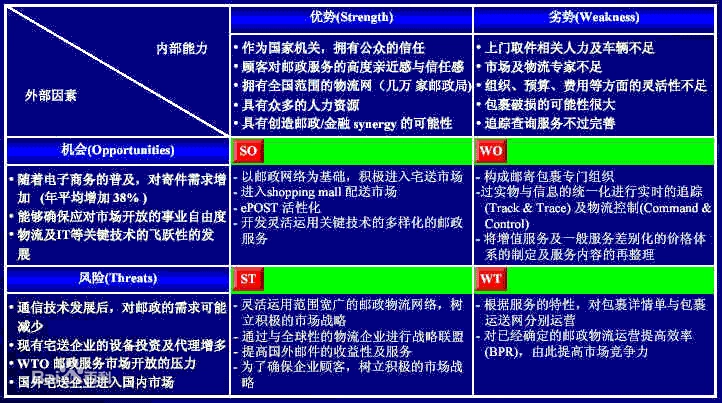 优势(Strength)
劣势(Weakness)
内部能力
外部因素
• 作为国家机关，拥有公众的信任
• 顾客对邮政服务的高度亲近感与信任感
• 拥有全国范围的物流网（几万 家邮政局)
• 具有众多的人力资源
• 具有创造邮政/金融 synergy 的可能性
• 上门取件相关人力及车辆不足
• 市场及物流专家不足
• 组织、预算、费用等方面的灵活性不足
• 包裹破损的可能性很大
• 追踪查询服务不过完善
机会(Opportunities)
• 随着电子商务的普及，对寄件需求增
加 (年平均增加 38% )
• 能够确保应对市场开放的事业自由度
• 物流及IT等关键技术的飞跃性的发
展
SO
- 以邮政网络为基础，积极进入宅送市场
- 进入shopping mall 配送市场
- ePOST 活性化
- 开发灵活运用关键技术的多样化的邮政
服务
WO
- 构成邮寄包裹专门组织
-过实物与信息的统一化进行实时的追踪
(Track & Trace) 及物流控制(Command &
Control)
- 将增值服务及一般服务差别化的价格体
系的制定及服务内容的再整理
风险(Threats)
• 通信技术发展后，对邮政的需求可能
减少
• 现有宅送企业的设备投资及代理增多
• WTO 邮政服务市场开放的压力
• 国外宅送企业进入国内市场
ST
- 灵活运用范围宽广的邮政物流网络，树
立积极的市场战略
- 通过与全球性的物流企业进行战略联盟
- 提高国外邮件的收益性及服务
- 为了确保企业顾客，树立积极的市场战
略
WT
- 根据服务的特性，对包裹详情单与包裹
运送网分别运营
- 对已经确定的邮政物流运营提高效率
(BPR)，由此提高市场竞争力
Bai百科